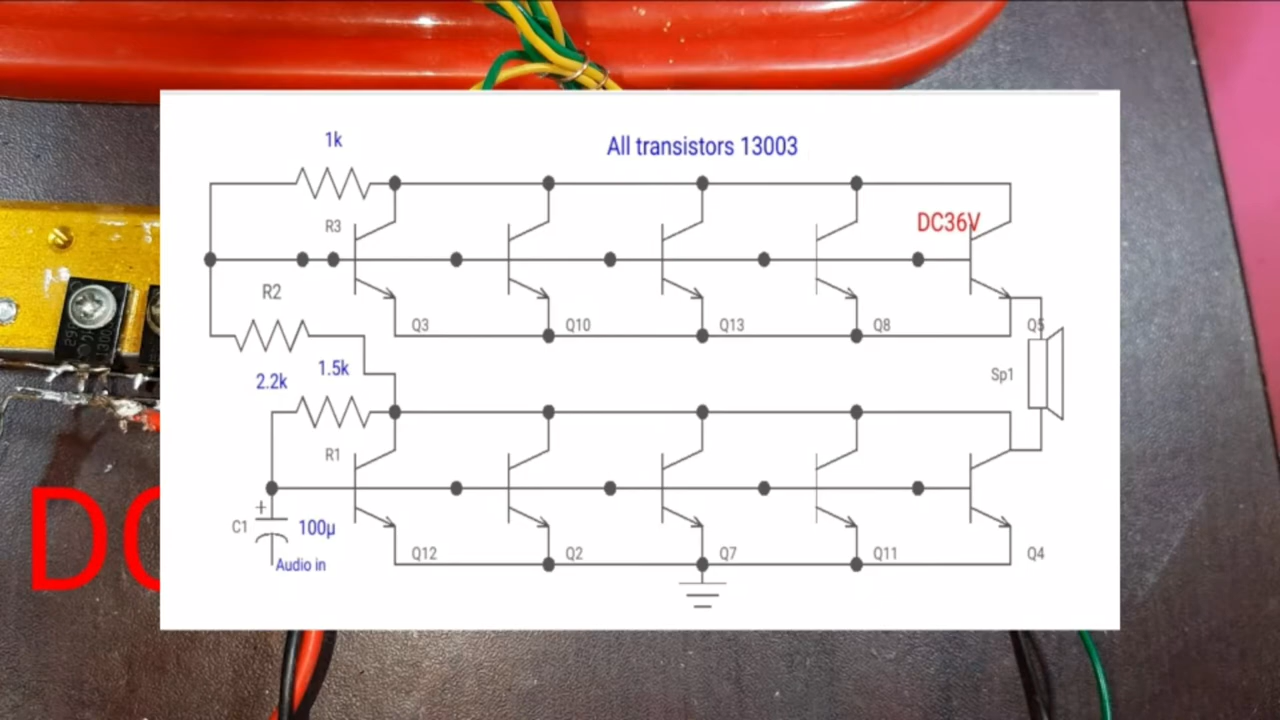 1k
All transistors 13003
R3
DC36V
R2
Q3
Q10
Q13
Q8
Q5
1.5k
2.2k
Sp1
R1
C1
+
100µ
Audio in
Q12
Q2
Q7
Q11
Q4
DC